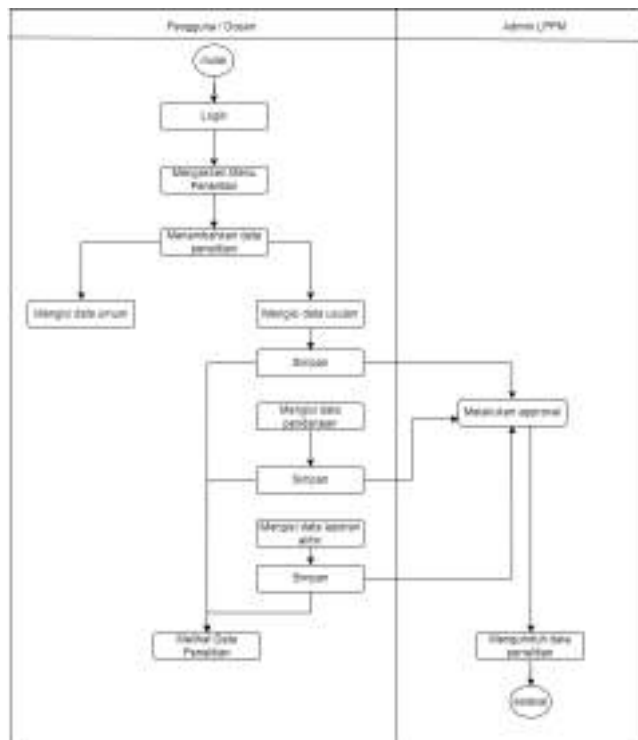 Pengguna / Dosen
Admin LPPM
mulai
Login
Mengakses Menu
Penelitian
Menambahkan data
penelitian
Mengisi data umum
Mengisi data usulan
Simpan
Mengisi data
pendanaan
Melakukan approval
Simpan
Mengisi data laporan
akhir
Simpan
Melihat Data
Penelitian
Mengunduh data
penelitian
selesai